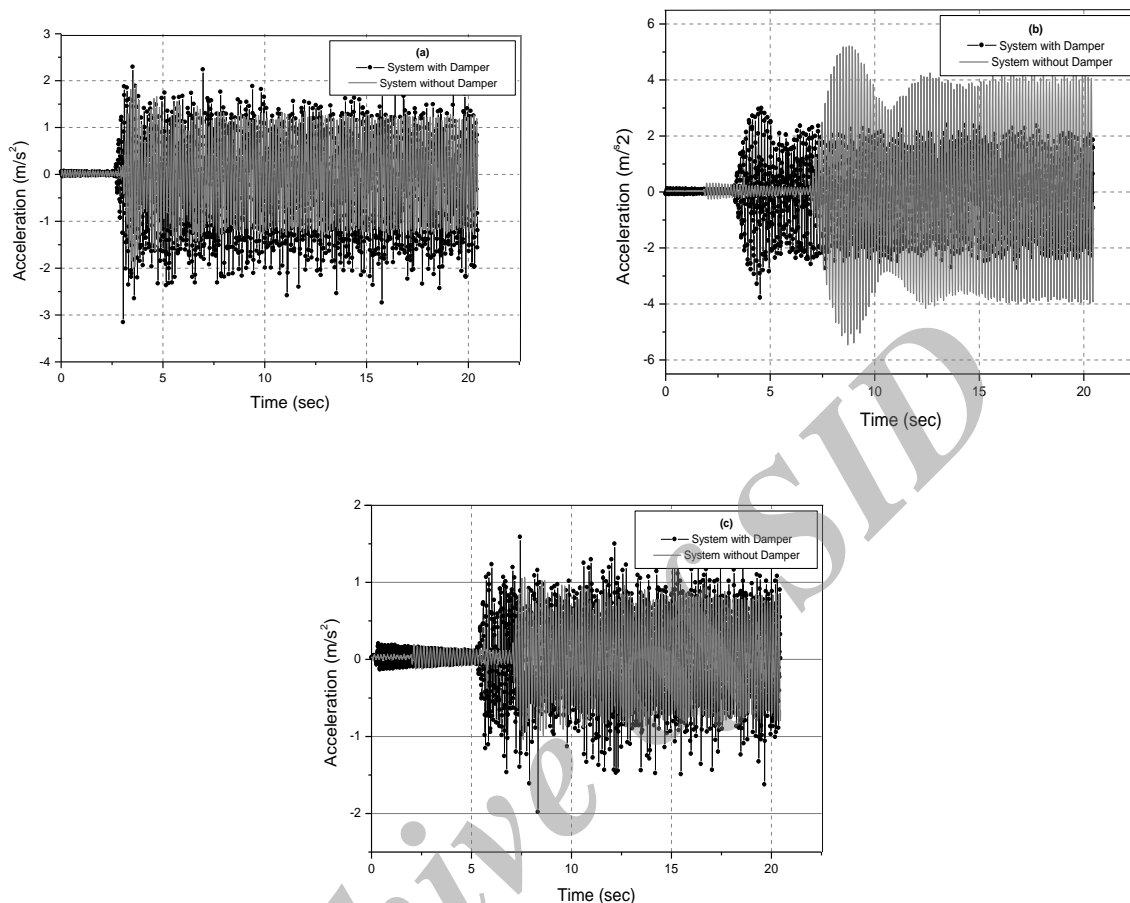 3
2
1
0
-1
-2
-3
-4
0 5 10 15 20
Acceleration (m/s²)
Time (sec)
(a)
System with Damper
System without Damper
6
4
2
0
-2
-4
-6
0 5 10 15 20
Acceleration (m/s2)
Time (sec)
(b)
System with Damper
System without Damper
2
1
0
-1
-2
0 5 10 15 20
Acceleration (m/s²)
Time (sec)
(c)
System with Damper
System without Damper
of SID